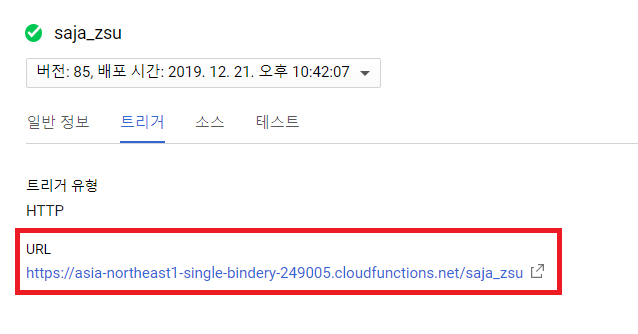 saja_zsu
버전: 85, 배포 시간: 2019. 12. 21. 오후 10:42:07
일반 정보 트리거 소스 테스트
트리거 유형
HTTP
URL
https://asia-northeast1-single-bindery-249005.cloudfunctions.net/saja_zsu